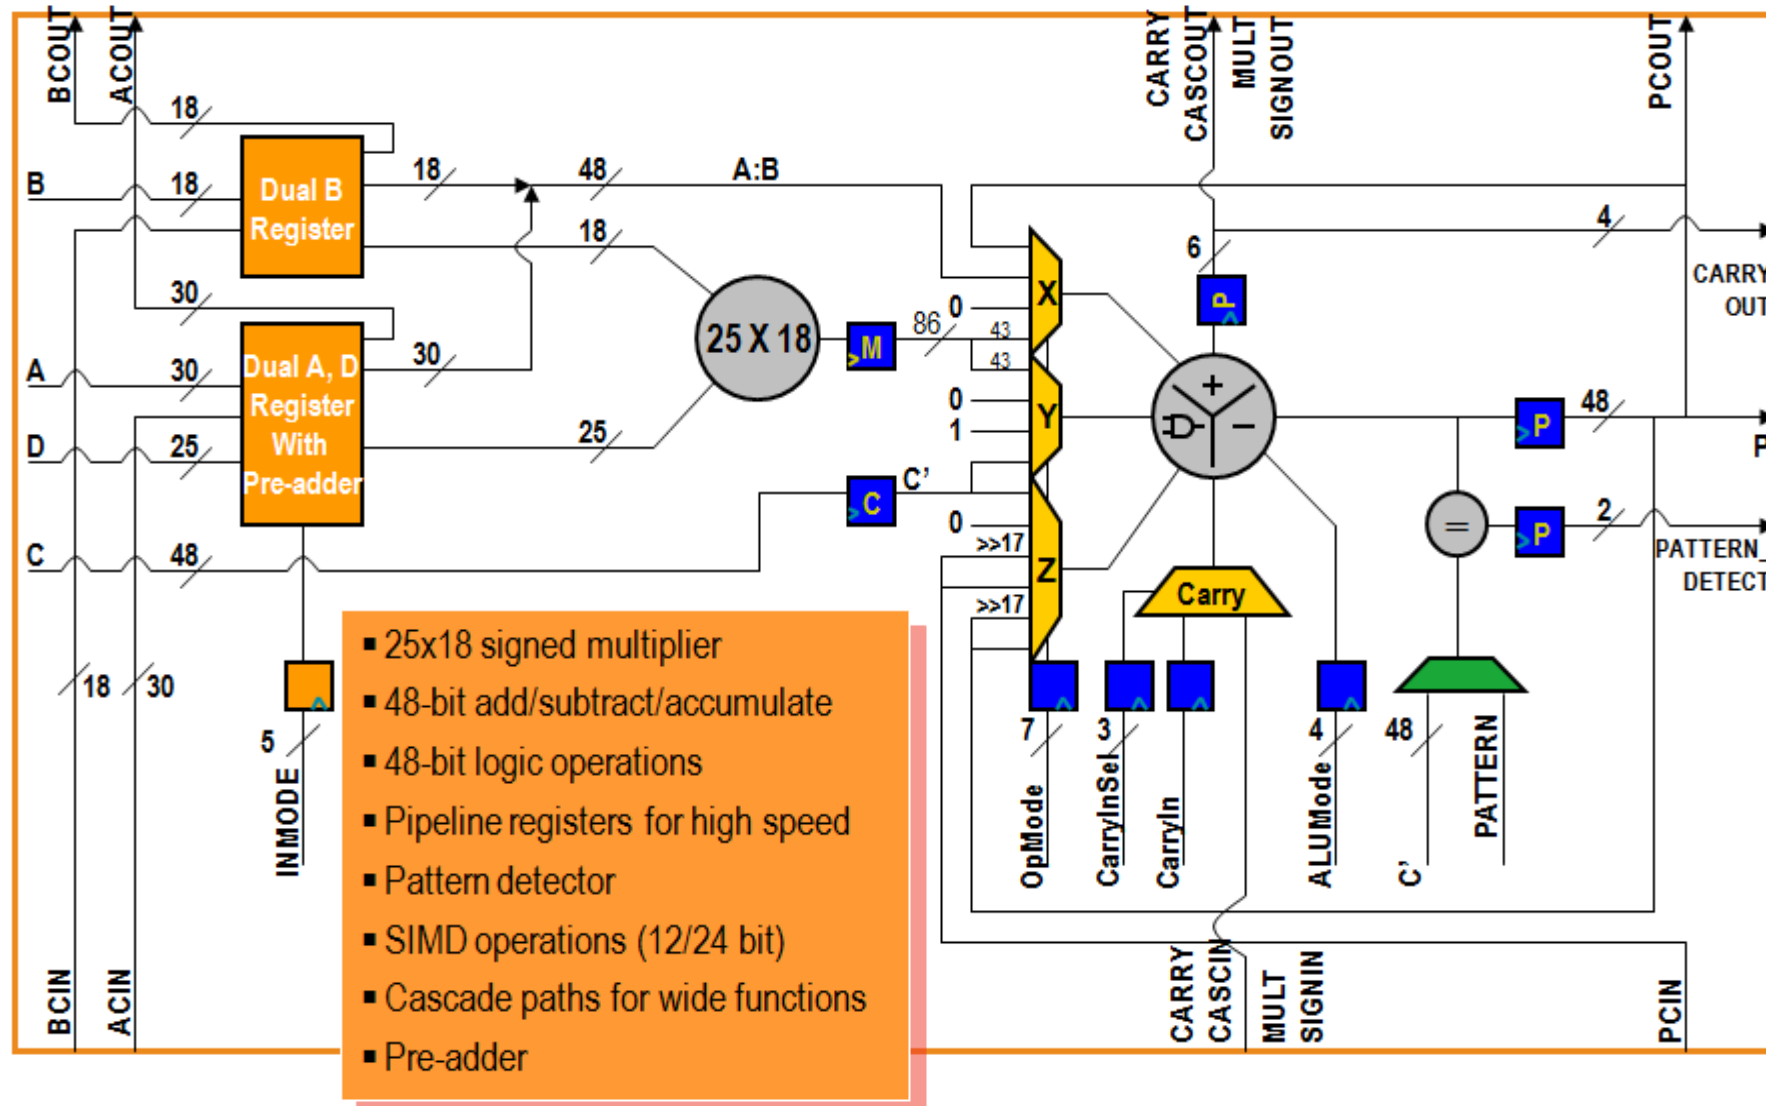 BCOUT
ACOUT
CARRY
CASCOUT
MULT
SIGNOUT
PCOUT
18
B
18
Dual B
Register
18
48
A:B
18
4
6
CARRY
OUT
P
30
A
30
Dual A, D
Register
With
Pre-adder
30
D
25
25
25 X 18
M
86
0
43
43
X
0
1
Y
+
−
P
48
P
C
48
C
C’
0
>>17
>>17
Z
=
P
2
PATTERN_
DETECT
Carry
18
30
5
INMODE
7
OpMode
3
CarryInSel
CarryIn
4
ALUMode
48
C’
PATTERN
▪ 25x18 signed multiplier
▪ 48-bit add/subtract/accumulate
▪ 48-bit logic operations
▪ Pipeline registers for high speed
▪ Pattern detector
▪ SIMD operations (12/24 bit)
▪ Cascade paths for wide functions
▪ Pre-adder
BCIN
ACIN
CARRY
CASCIN
MULT
SIGNIN
PCIN